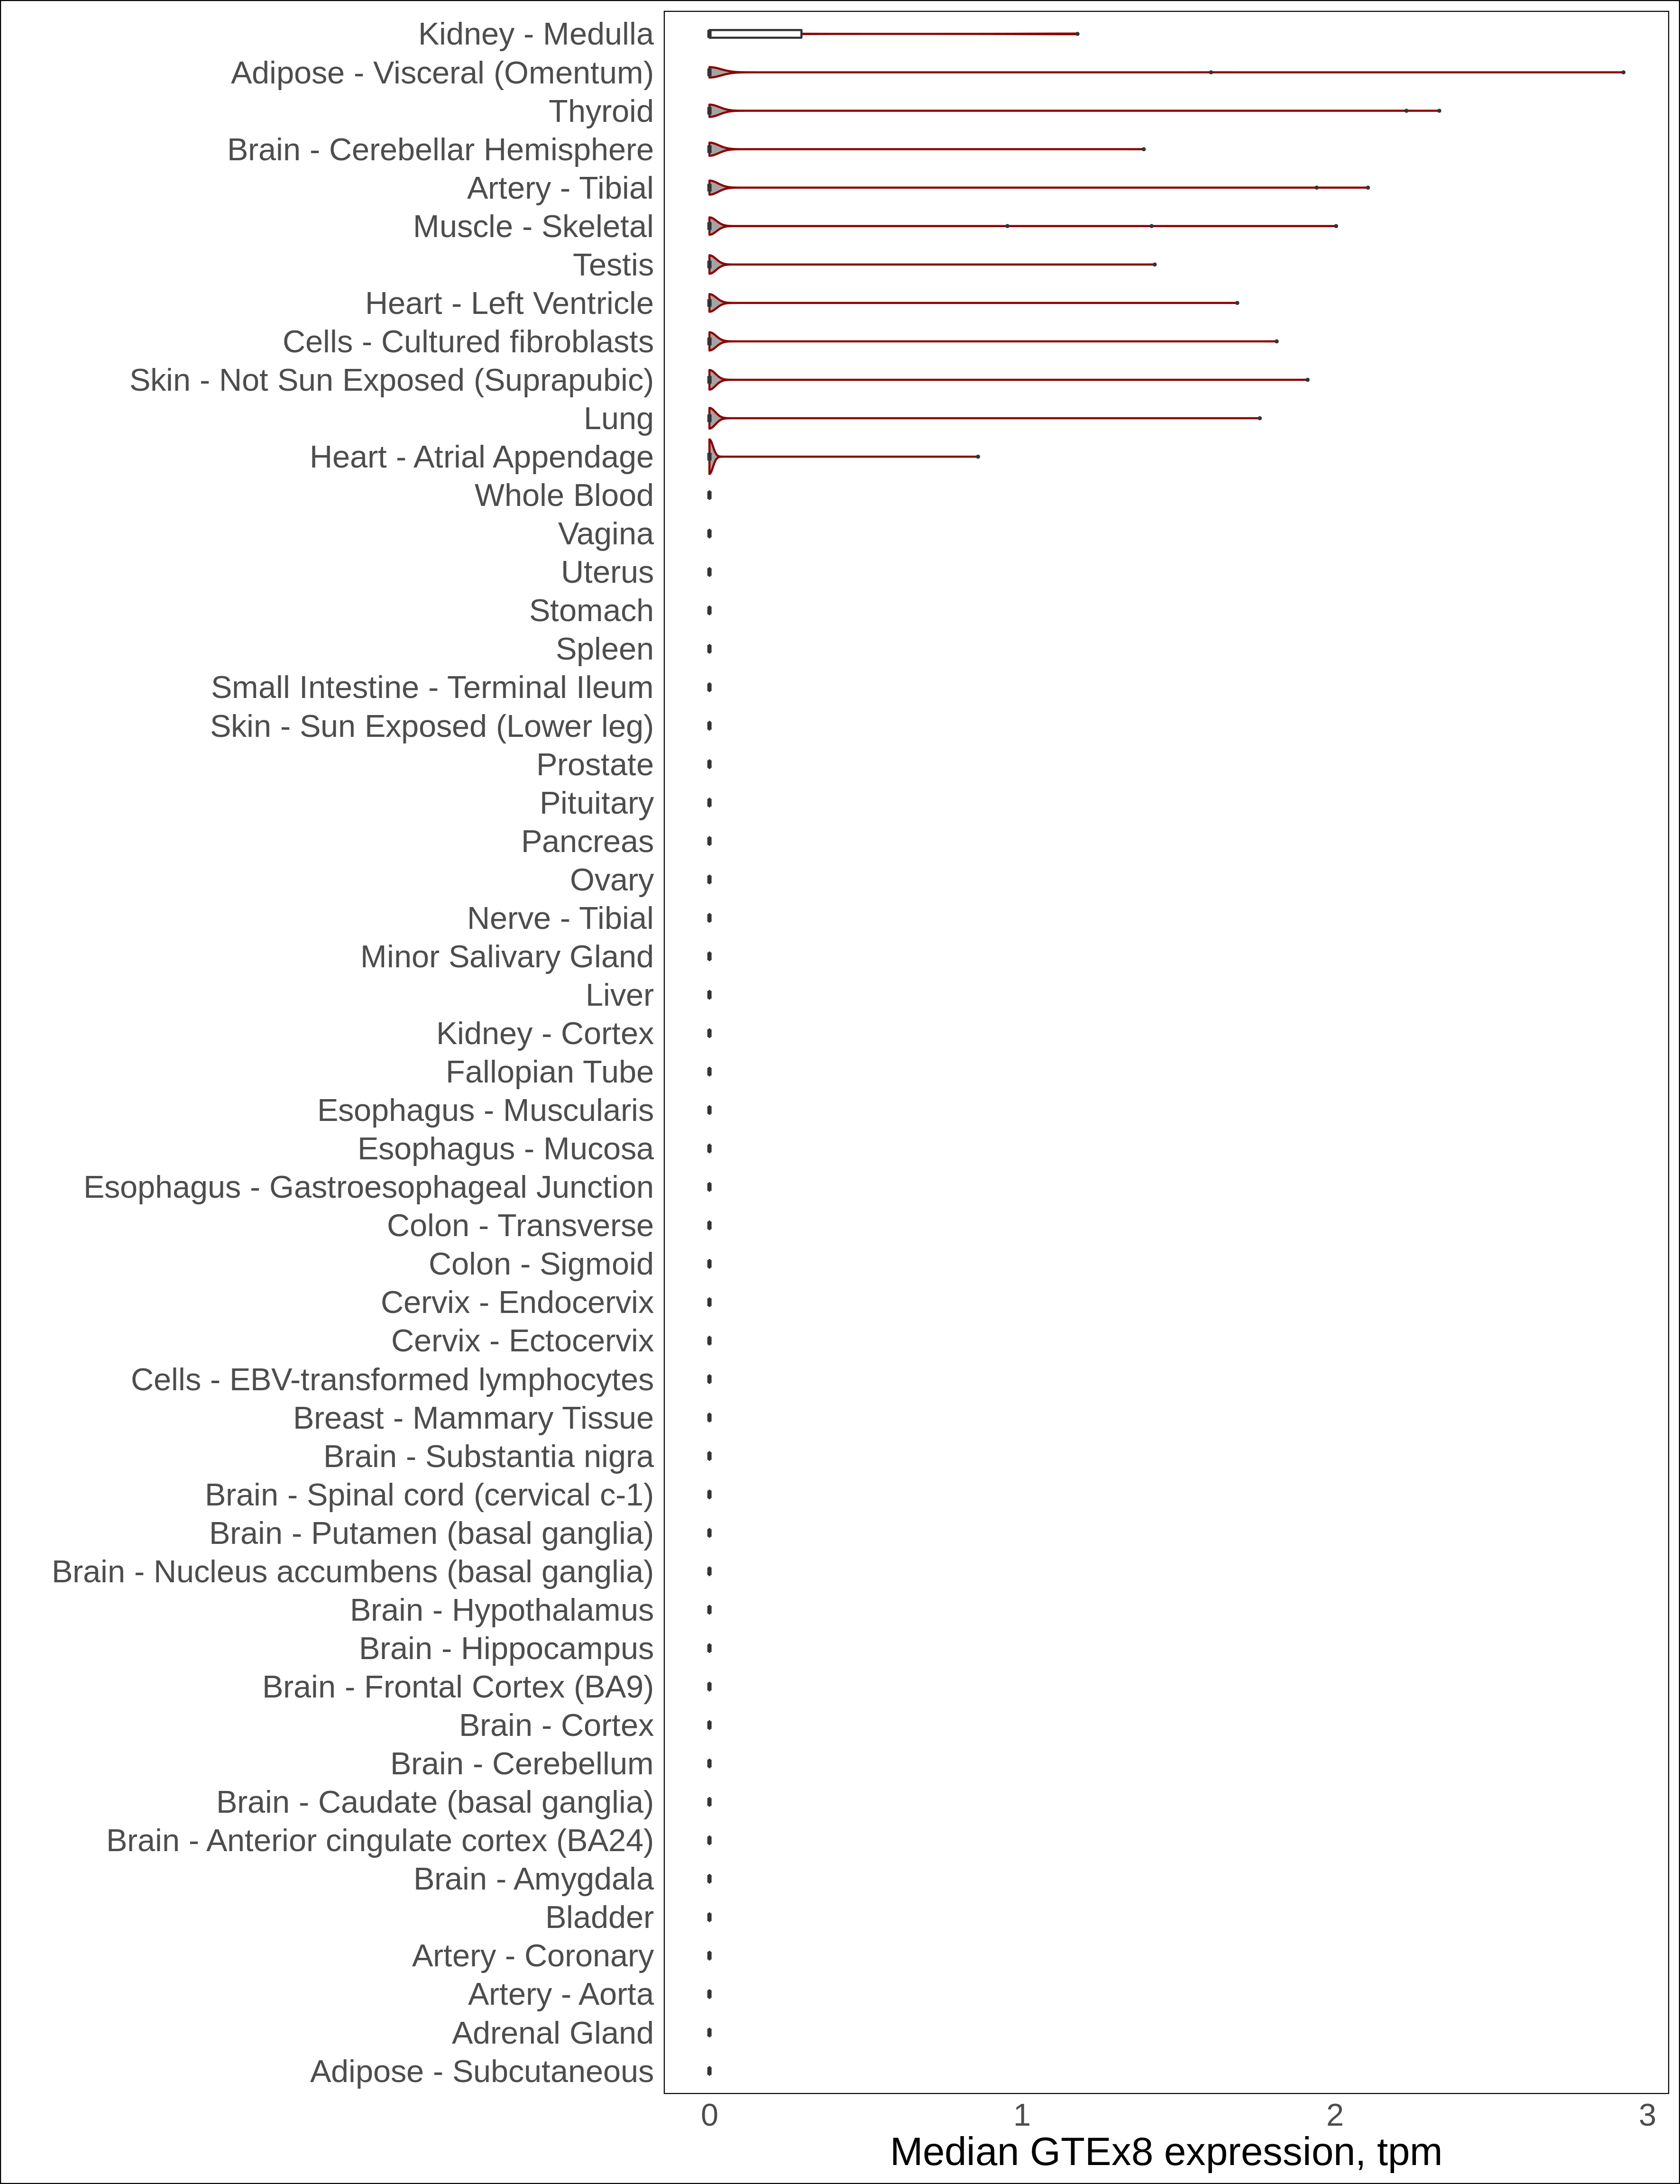 Kidney - Medulla
Adipose - Visceral (Omentum)
Thyroid
Brain - Cerebellar Hemisphere
Artery - Tibial
Muscle - Skeletal
Testis
Heart - Left Ventricle
Cells - Cultured fibroblasts
Skin - Not Sun Exposed (Suprapubic)
Lung
Heart - Atrial Appendage
Whole Blood
Vagina
Uterus
Stomach
Spleen
Small Intestine - Terminal Ileum
Skin - Sun Exposed (Lower leg)
Prostate
Pituitary
Pancreas
Ovary
Nerve - Tibial
Minor Salivary Gland
Liver
Kidney - Cortex
Fallopian Tube
Esophagus - Muscularis
Esophagus - Mucosa
Esophagus - Gastroesophageal Junction
Colon - Transverse
Colon - Sigmoid
Cervix - Endocervix
Cervix - Ectocervix
Cells - EBV-transformed lymphocytes
Breast - Mammary Tissue
Brain - Substantia nigra
Brain - Spinal cord (cervical c-1)
Brain - Putamen (basal ganglia)
Brain - Nucleus accumbens (basal ganglia)
Brain - Hypothalamus
Brain - Hippocampus
Brain - Frontal Cortex (BA9)
Brain - Cortex
Brain - Cerebellum
Brain - Caudate (basal ganglia)
Brain - Anterior cingulate cortex (BA24)
Brain - Amygdala
Bladder
Artery - Coronary
Artery - Aorta
Adrenal Gland
Adipose - Subcutaneous
0 1 2 3
Median GTEx8 expression, tpm